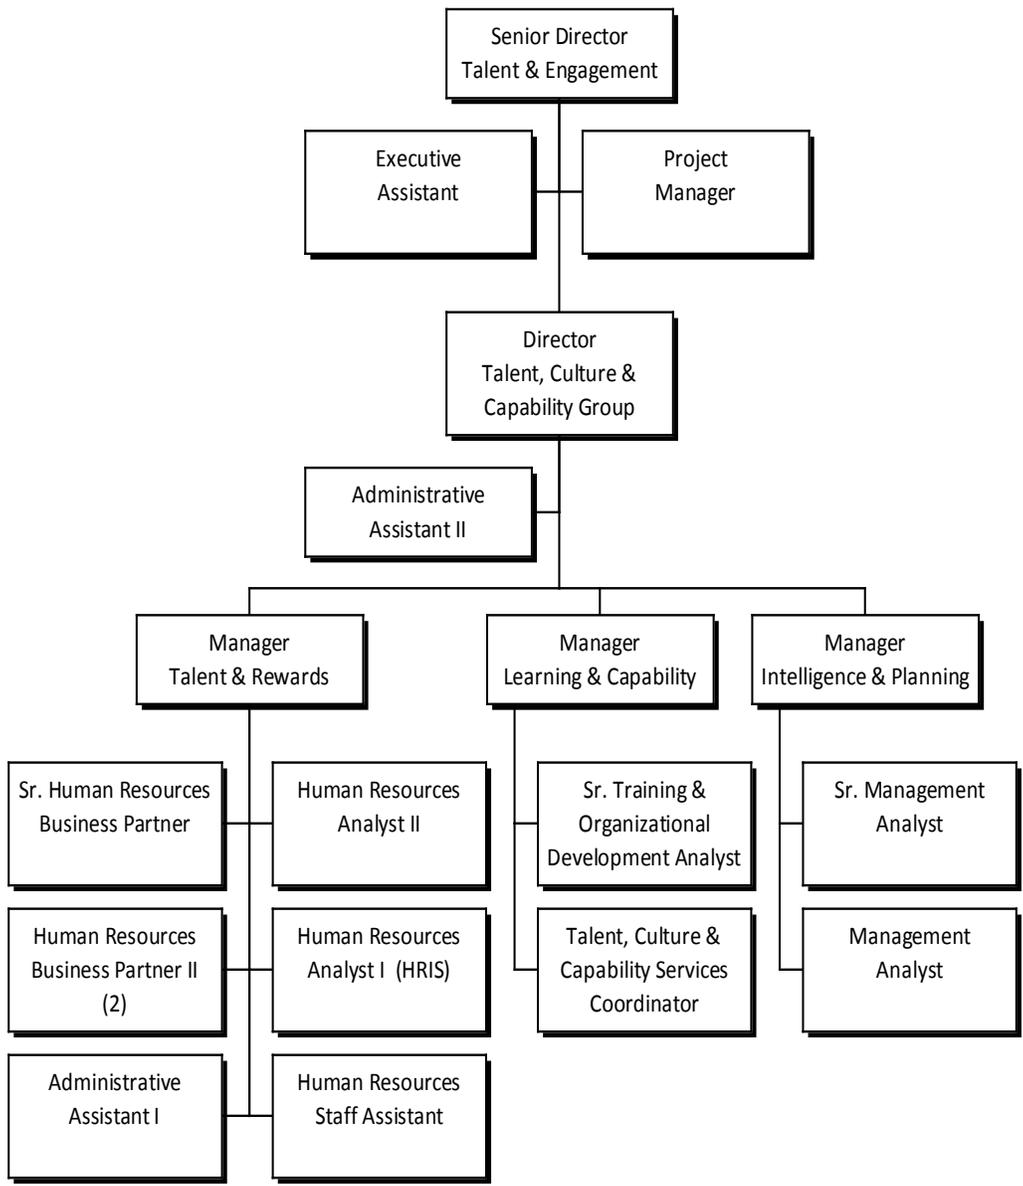 Senior Director
Talent & Engagement
Executive
Assistant
Project
Manager
Director
Talent, Culture &
Capability Group
Administrative
Assistant II
Manager
Talent & Rewards
Manager
Learning & Capability
Manager
Intelligence & Planning
Sr. Human Resources
Business Partner
Human Resources
Analyst II
Sr. Training &
Organizational
Development Analyst
Sr. Management
Analyst
Human Resources
Business Partner II
(2)
Human Resources
Analyst I (HRIS)
Talent, Culture &
Capability Services
Coordinator
Management
Analyst
Administrative
Assistant I
Human Resources
Staff Assistant